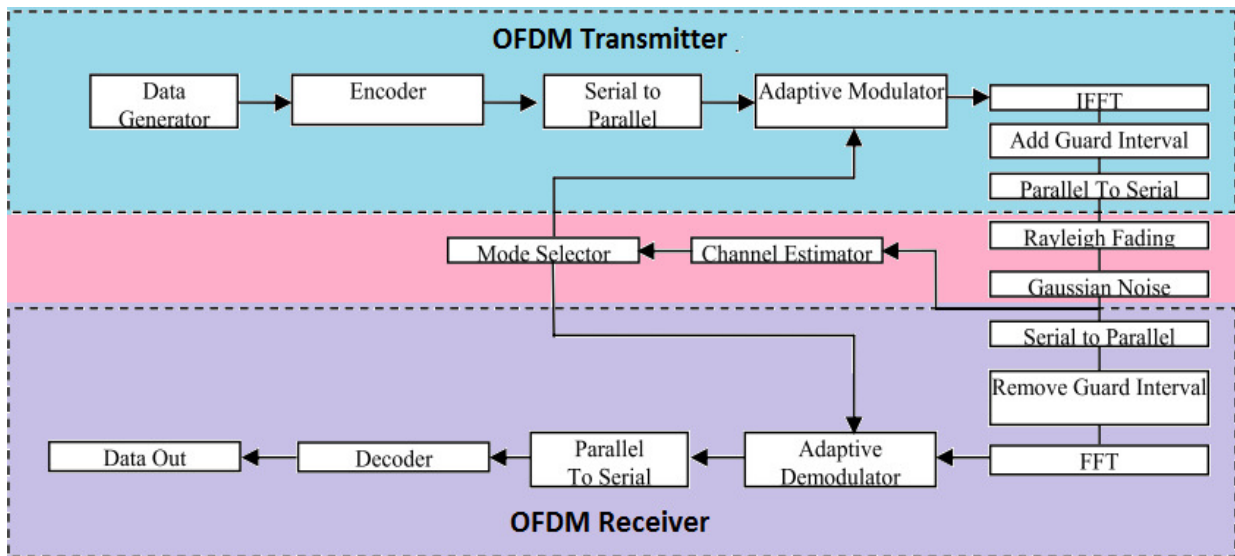 OFDM Transmitter .
Data
Generator
Encoder
Serial to
Parallel
Adaptive Modulator
IFFT
Add Guard Interval
Parallel To Serial
Mode Selector
Channel Estimator
Rayleigh Fading
Gaussian Noise
Serial to Parallel
Remove Guard Interval
FFT
Adaptive
Demodulator
Parallel
To Serial
Decoder
Data Out
OFDM Receiver